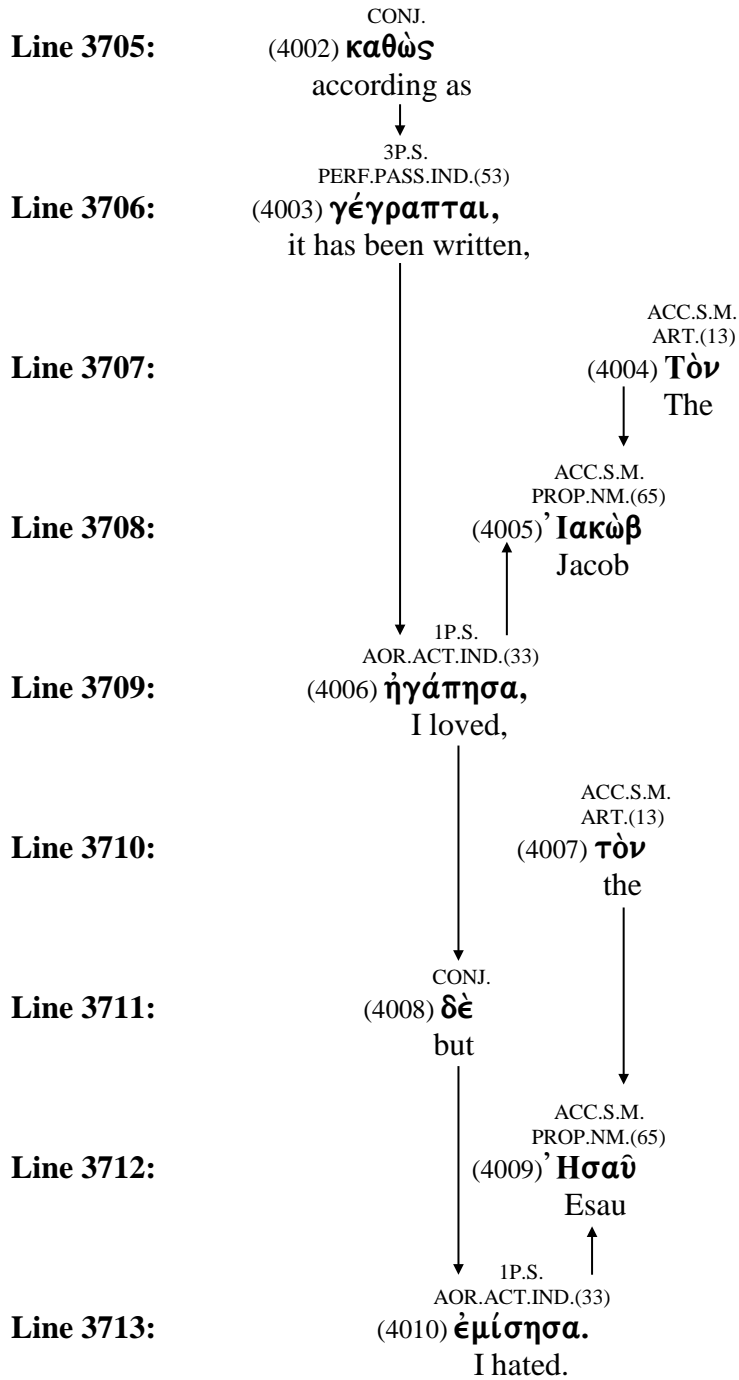 CONJ.
Line 3705: (4002) καθὼς
according as
3P.S.
PERF.PASS.IND.(53)
Line 3706: (4003) γέγραπται,
it has been written,
ACC.S.M.
ART.(13)
Line 3707: (4004) Τὸν
The
ACC.S.M.
PROP.NM.(65)
Line 3708: (4005) Ἰακὼβ
Jacob
1P.S.
AOR.ACT.IND.(33)
Line 3709: (4006) ἠγάπησα,
I loved,
ACC.S.M.
ART.(13)
Line 3710: (4007) τὸν
the
CONJ.
Line 3711: (4008) δὲ
but
ACC.S.M.
PROP.NM.(65)
Line 3712: (4009) Ἠσαῦ
Esau
1P.S.
AOR.ACT.IND.(33)
Line 3713: (4010) ἐμίσησα.
I hated.